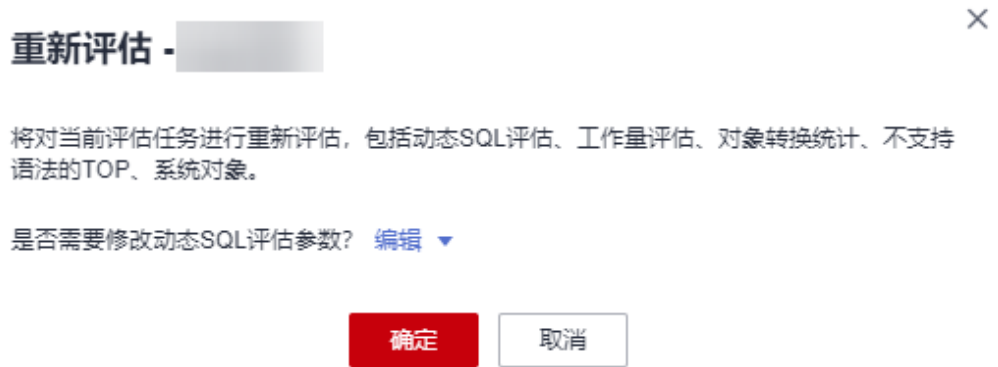 重新评估 -
将对当前评估任务进行重新评估，包括动态SQL评估、工作量评估、对象转换统计、不支持
语法的TOP、系统对象。
是否需要修改动态SQL评估参数？ 编辑
确定 取消